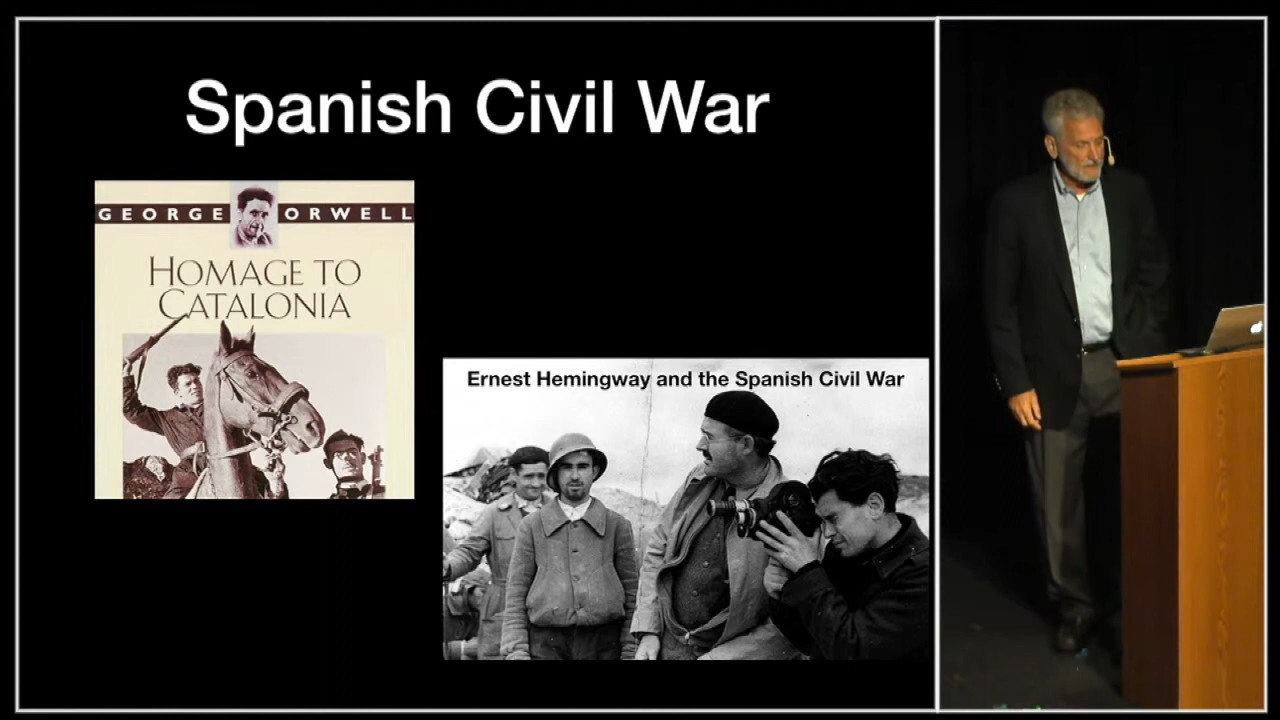 Spanish Civil War
GEORGE ORWELL
HOMAGE TO
CATALONIA
Ernest Hemingway and the Spanish Civil War